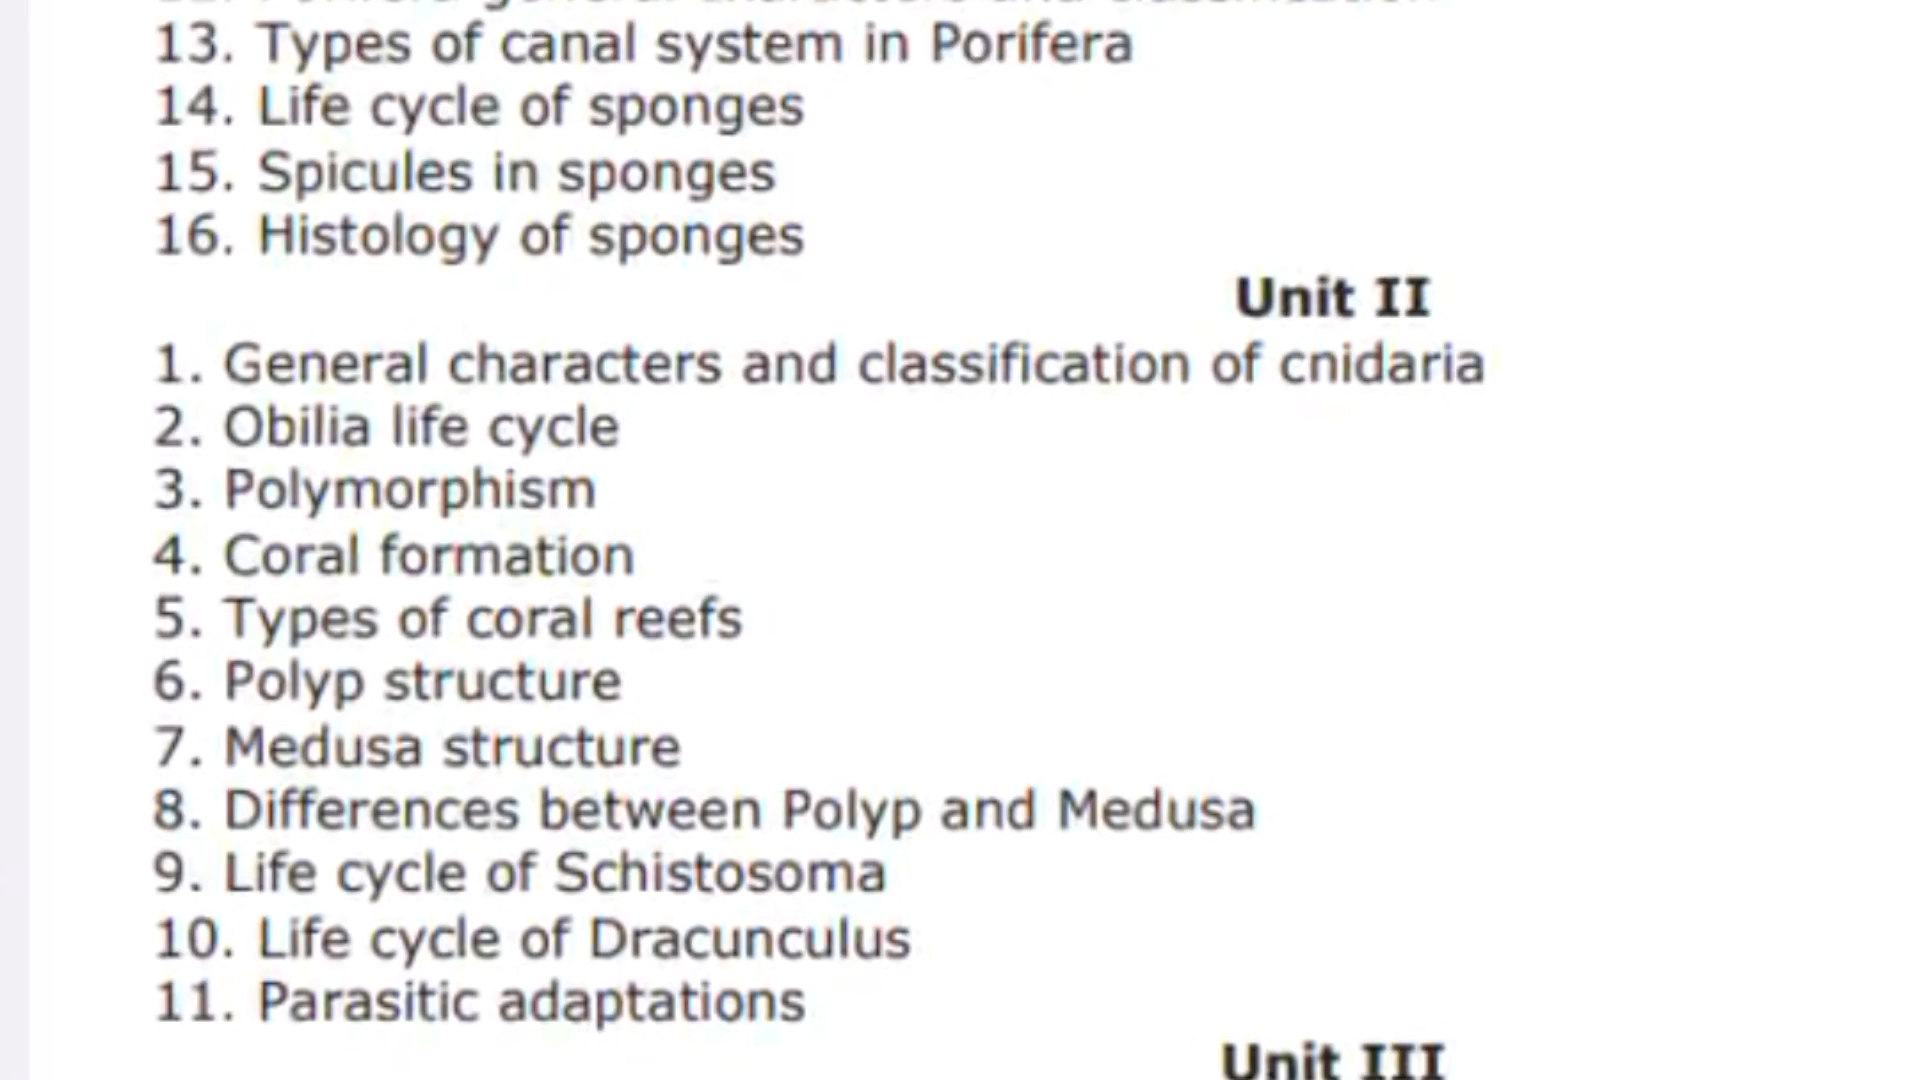 13. Types of canal system in Porifera
14. Life cycle of sponges
15. Spicules in sponges
16. Histology of sponges
Unit II
1. General characters and classification of cnidaria
2. Obilia life cycle
3. Polymorphism
4. Coral formation
5. Types of coral reefs
6. Polyp structure
7. Medusa structure
8. Differences between Polyp and Medusa
9. Life cycle of Schistosoma
10. Life cycle of Dracunculus
11. Parasitic adaptations
Unit III